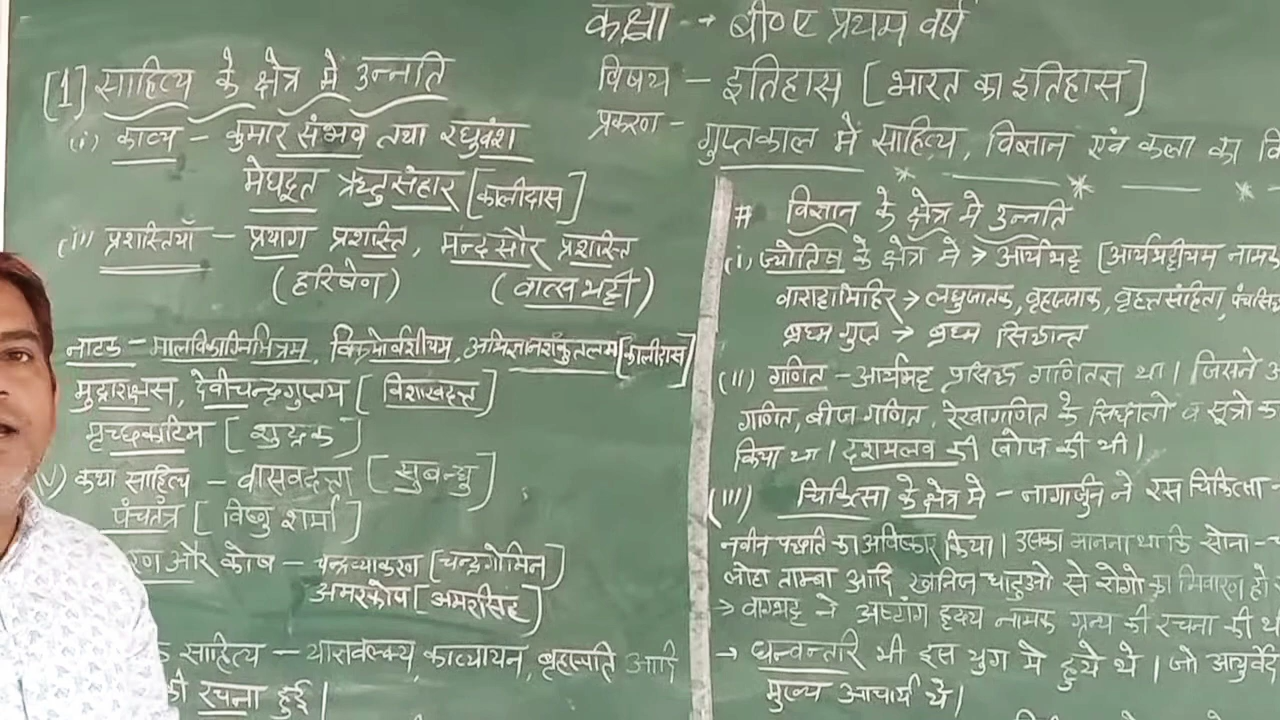 कक्षा → बी०ए प्रथम वर्ष
विषय - इतिहास [भारत का इतिहास]
प्रकरण - गुप्तकाल मे साहित्य, विज्ञान एवं कला का
[1] साहित्य के क्षेत्र मे उन्नति
(i) काव्य - कुमार संभव तथा रघुवंश
मेघदूत ऋतुसंहार [कालीदास]
(ii) प्रशस्तियाँ - प्रयाग प्रशस्ति, मन्दसौर प्रशस्ति
(हरिषेण) (वात्सभट्टी)
नाटक - मालविकाग्निमित्रम, विक्रमोर्वशीयम, अभिज्ञानशकुन्तलम [कालीदास]
मुद्राराक्षस, देवीचन्द्रगुप्तम [विशाखदत्त]
मृच्छकटिम [शुद्रक]
V) कथा साहित्य - वासवदत्ता [सुबन्धु]
पंचतंत्र [विष्णु शर्मा]
रण और कोष - चन्द्रव्याकरण [चन्द्रगोमिन]
अमरकोष [अमरसिंह]
साहित्य - याज्ञवल्क्य, कात्यायन, बृहस्पति आदि
की रचना हुई।
# विज्ञान के क्षेत्र मे उन्नति
(i) ज्योतिष के क्षेत्र मे → आर्यभट्ट [आर्यभट्टीयम नामक
वाराहमिहिर → लघुजातक, वृहज्जाक, वृहत्तसंहिता,
ब्रह्म गुप्त → ब्रह्म सिद्धान्त
(ii) गणित - आर्यभट्ट प्रसिद्ध गणितज्ञ था। जिसने
गणित, बीज गणित, रेखागणित के सिद्धांतो व सूत्रो का
किया था। दशमलव की खोज की थी।
(iii) चिकित्सा के क्षेत्र मे - नागार्जुन ने रस चिकित्सा -
नवीन पद्धति का अविष्कार किया। उसका मानना था कि सोना -
लोहा ताम्बा आदि खनिज धातुओ से रोगो का निवारण हो
→ वाग्भट्ट ने अष्टांग हृदय नामक ग्रन्थ की रचना की
→ धन्वन्तरि भी इस युग मे हुये थे। जो आयुर्वेद
मुख्य आचार्य थे।